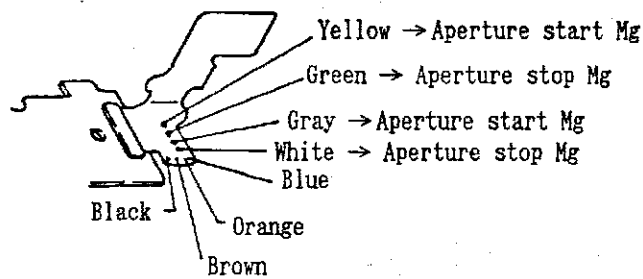 Yellow → Aperture start Mg
Green → Aperture stop Mg
Gray → Aperture start Mg
White → Aperture stop Mg
Blue
Black
Orange
Brown